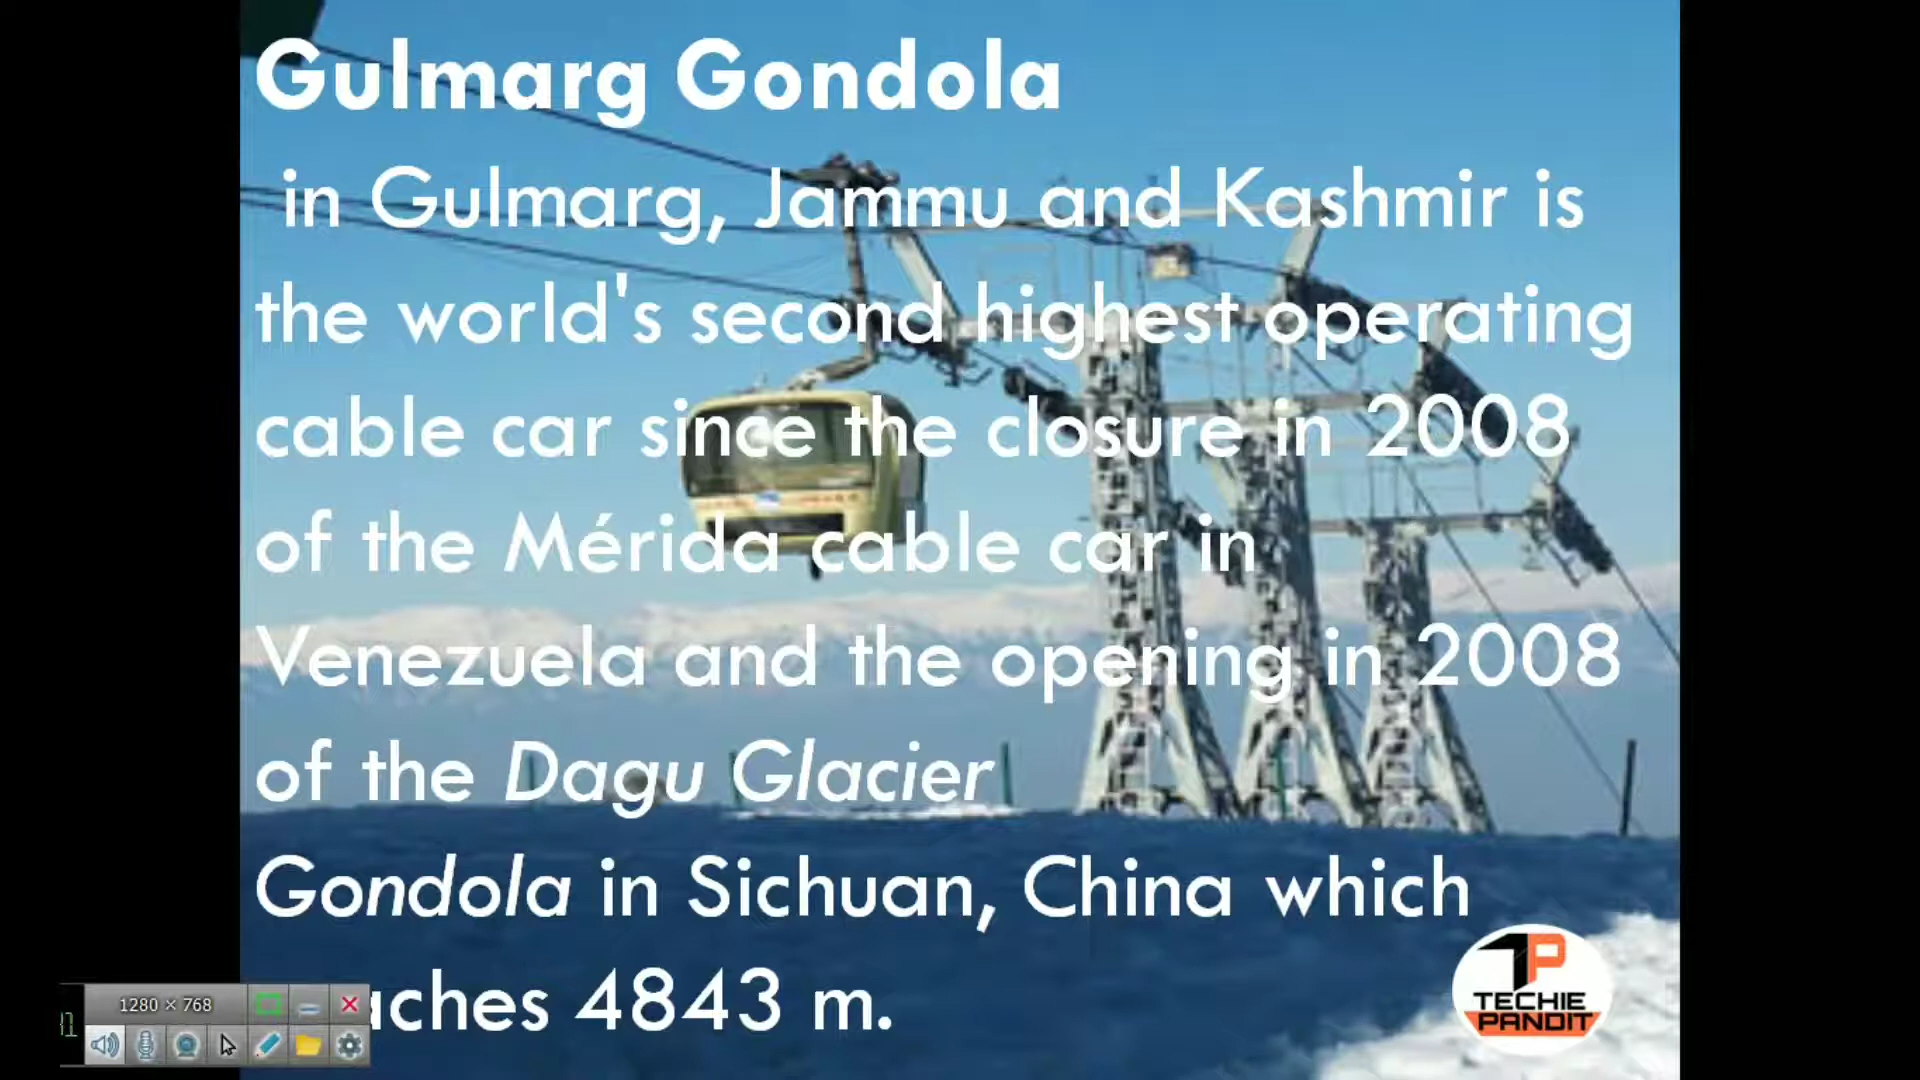 Gulmarg Gondola
in Gulmarg, Jammu and Kashmir is
the world's second highest operating
cable car since the closure in 2008
of the Mérida cable car in
Venezuela and the opening in 2008
of the Dagu Glacier
Gondola in Sichuan, China which
aches 4843 m.
1280 × 768
TECHIE
PANDIT